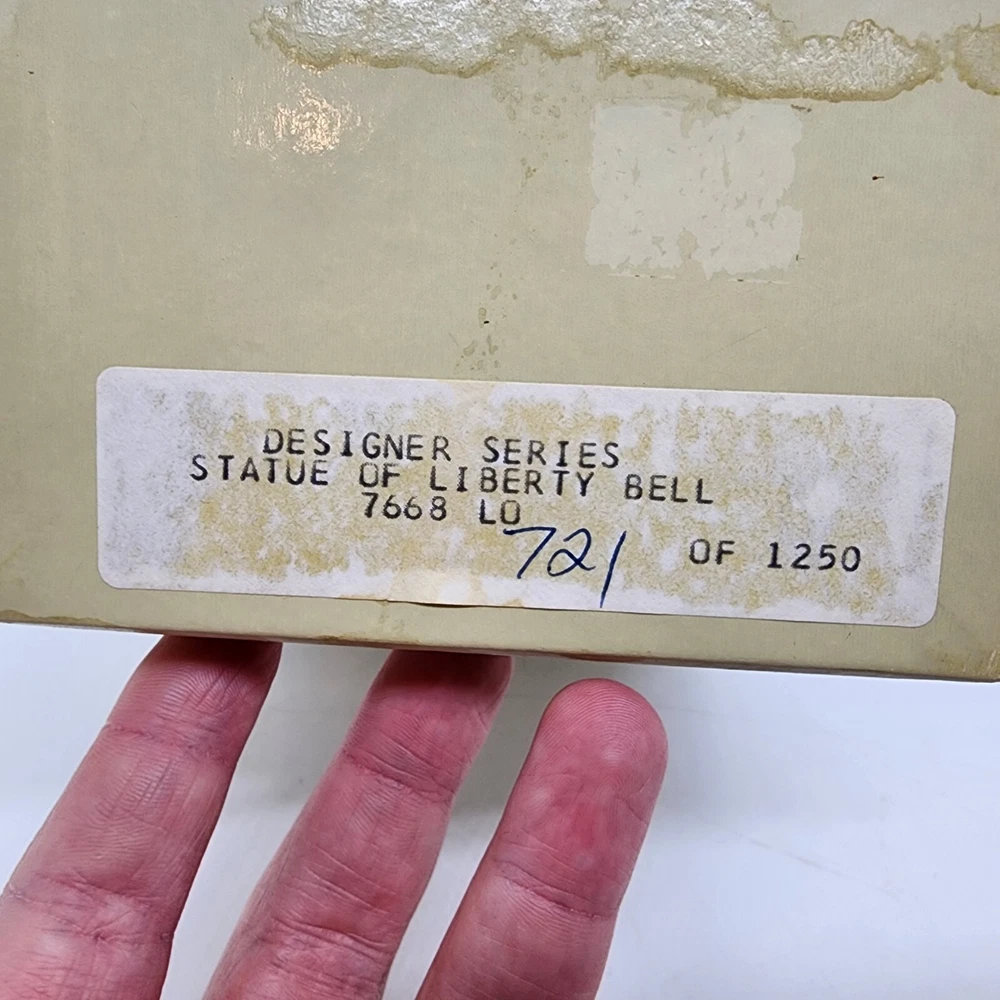 DESIGNER SERIES
STATUE OF LIBERTY BELL
7668 LO
721 OF 1250